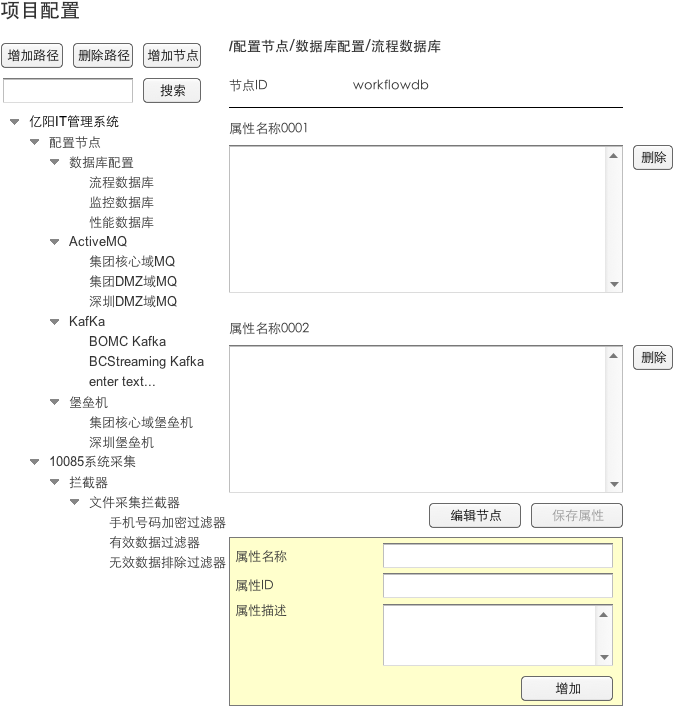 项目配置
增加路径 删除路径 增加节点
搜索
亿阳IT管理系统
配置节点
数据库配置
流程数据库
监控数据库
性能数据库
ActiveMQ
集团核心域MQ
集团DMZ域MQ
深圳DMZ域MQ
KafKa
BOMC Kafka
BCStreaming Kafka
enter text...
堡垒机
集团核心域堡垒机
深圳堡垒机
10085系统采集
拦截器
文件采集拦截器
手机号码加密过滤器
有效数据过滤器
无效数据排除过滤器
/配置节点/数据库配置/流程数据库
节点ID workflowdb
属性名称0001
删除
属性名称0002
删除
编辑节点 保存属性
属性名称
属性ID
属性描述
增加